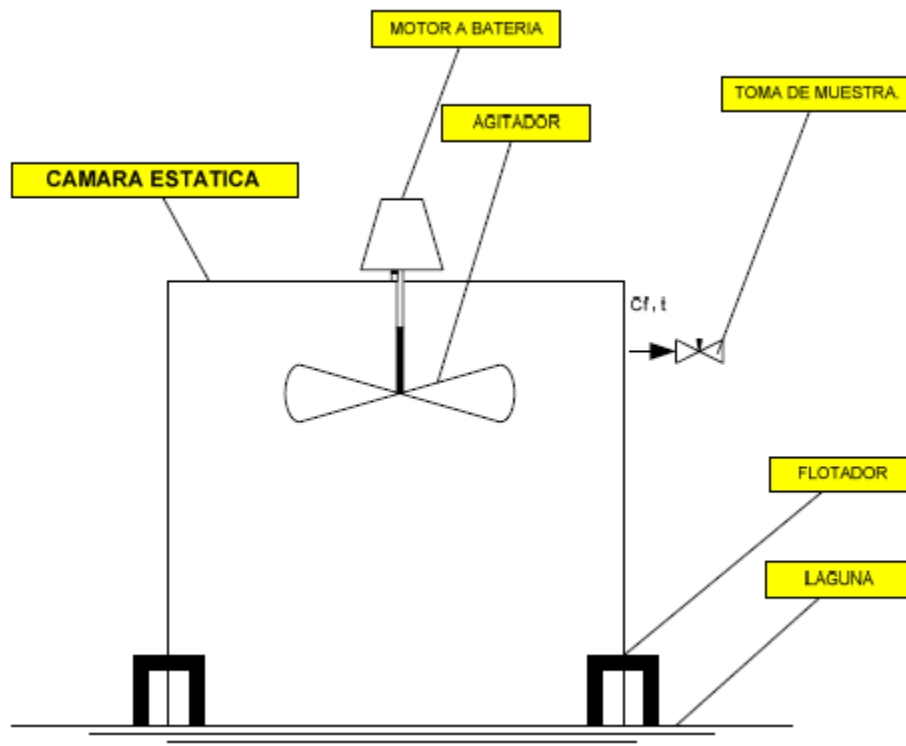 MOTOR A BATERIA
TOMA DE MUESTRA.
AGITADOR
CAMARA ESTATICA
Cf, t
FLOTADOR
LAGUNA